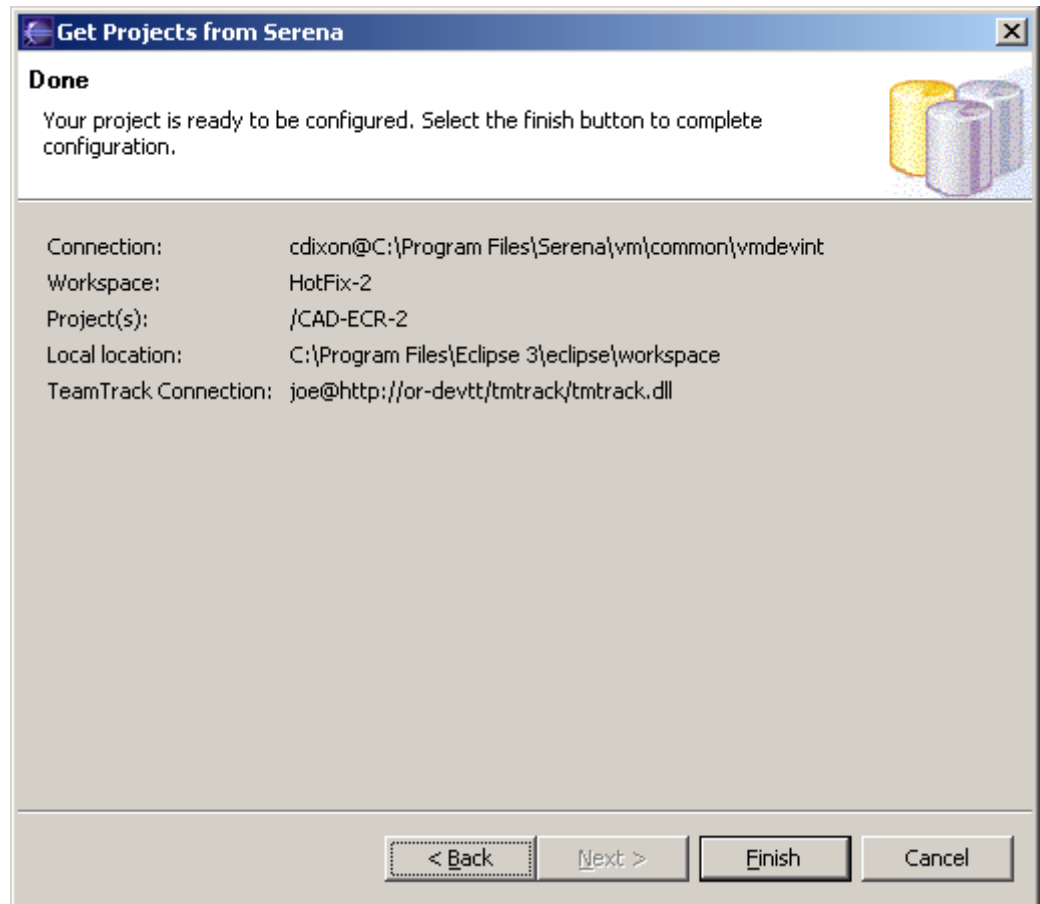 Get Projects from Serena
Done
Your project is ready to be configured. Select the finish button to complete
configuration.
Connection: cdixon@C:\Program Files\Serena\vm\common\vmdevint
Workspace: HotFix-2
Project(s): /CAD-ECR-2
Local location: C:\Program Files\Eclipse 3\eclipse\workspace
TeamTrack Connection: joe@http://or-devtt/tmtrack/tmtrack.dll
< Back Next > Finish Cancel